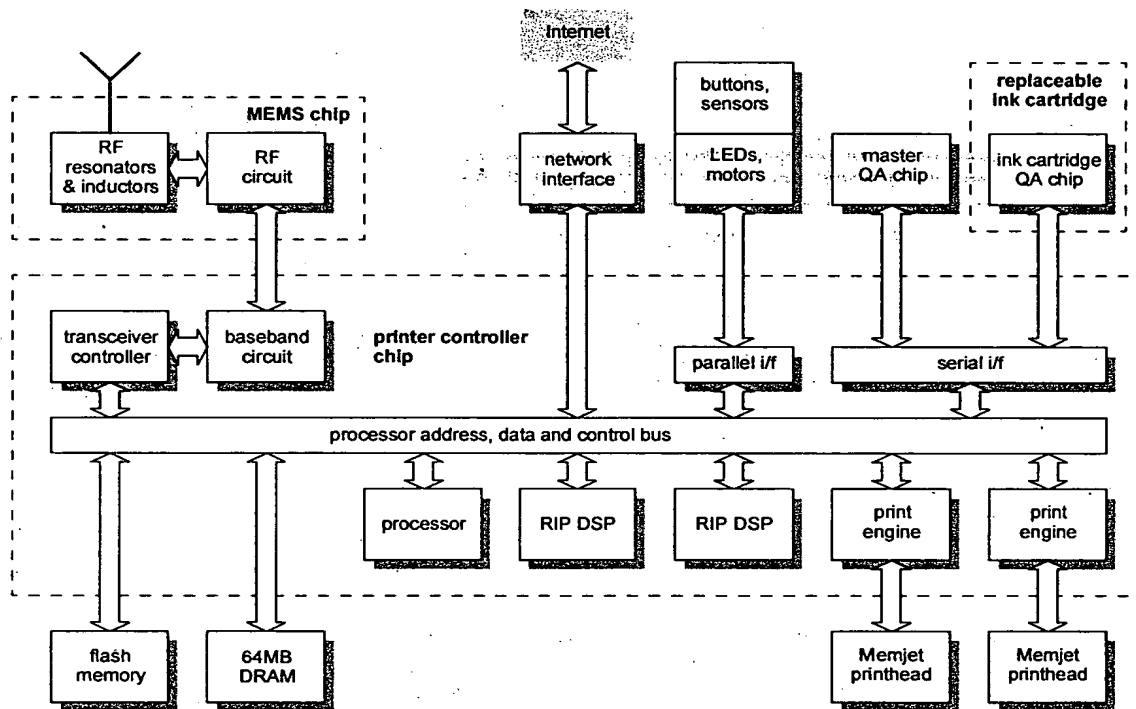 Internet
buttons,
sensors
replaceable
ink cartridge
MEMS chip
RF
resonators
& inductors
RF
circuit
network
interface
LEDs,
motors
master
QA chip
ink cartridge
QA chip
transceiver
controller
baseband
circuit
printer controller
chip
parallel i/f
serial i/f
processor address, data and control bus
processor
RIP DSP
RIP DSP
print
engine
print
engine
flash
memory
64MB
DRAM
Memjet
printhead
Memjet
printhead